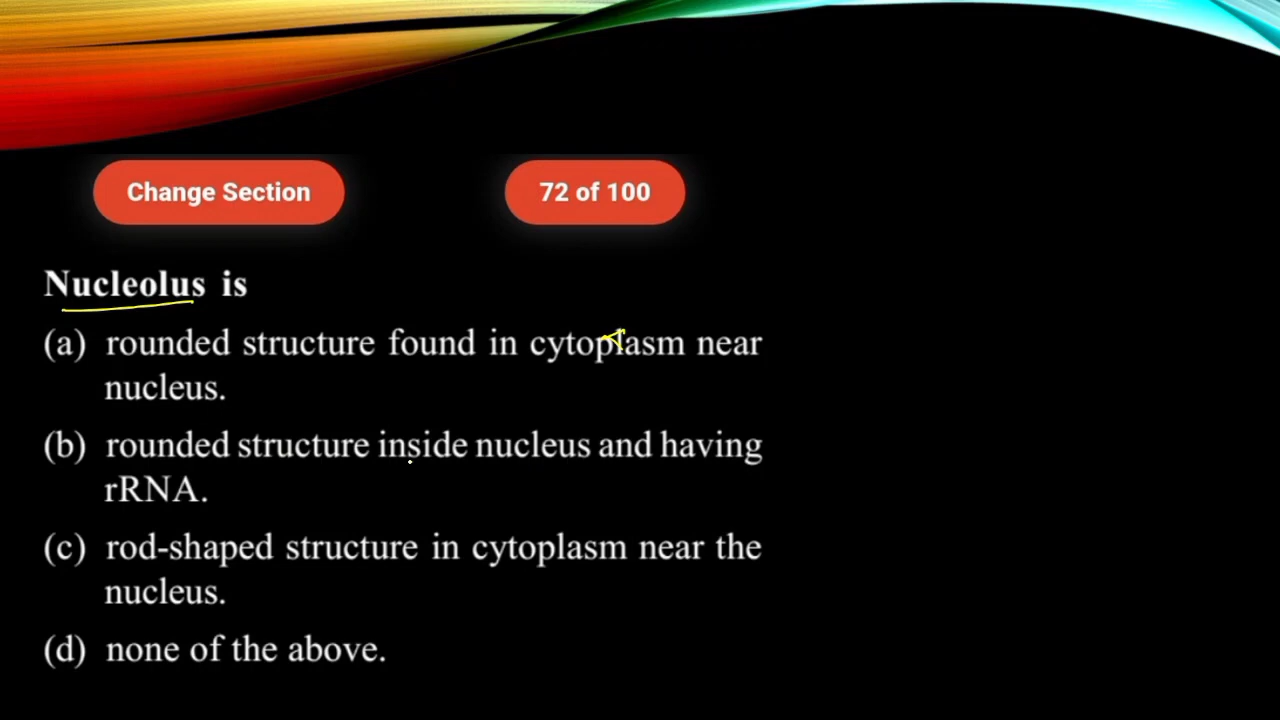 Change Section
72 of 100
Nucleolus is
(a) rounded structure found in cytoplasm near
nucleus.
(b) rounded structure inside nucleus and having
rRNA.
(c) rod-shaped structure in cytoplasm near the
nucleus.
(d) none of the above.